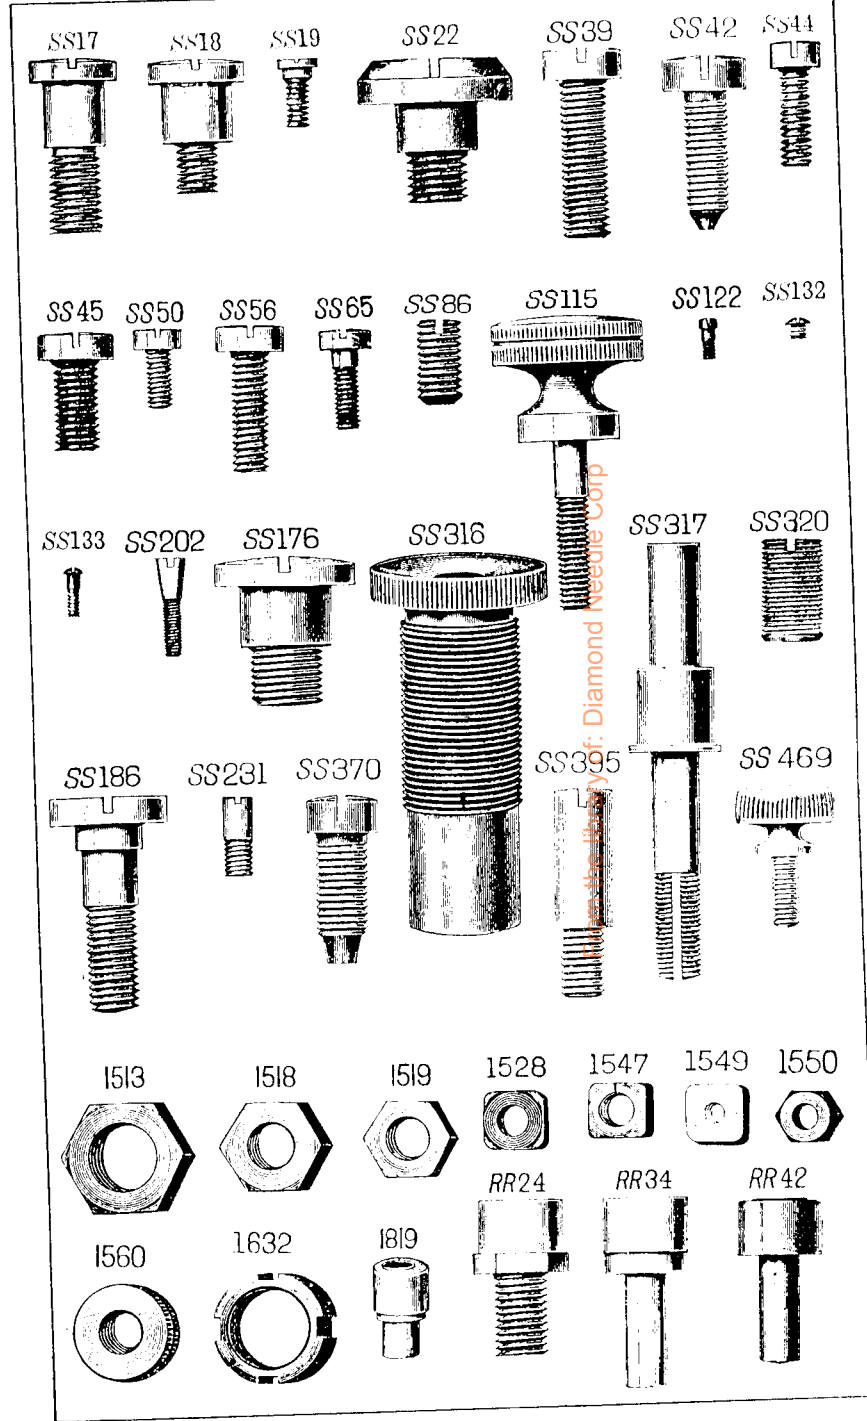 SS17 SS18 SS19 SS22 SS39 SS42 SS44
SS45 SS50 SS56 SS65 SS86 SS115 SS122 SS132
SS133 SS202 SS176 SS316 SS317 SS320
SS186 SS231 SS370 SS395 SS469
1513 1518 1519 1528 1547 1549 1550
RR24 RR34 RR42
1560 1632 1819
From the library of: Diamond Needle Corp